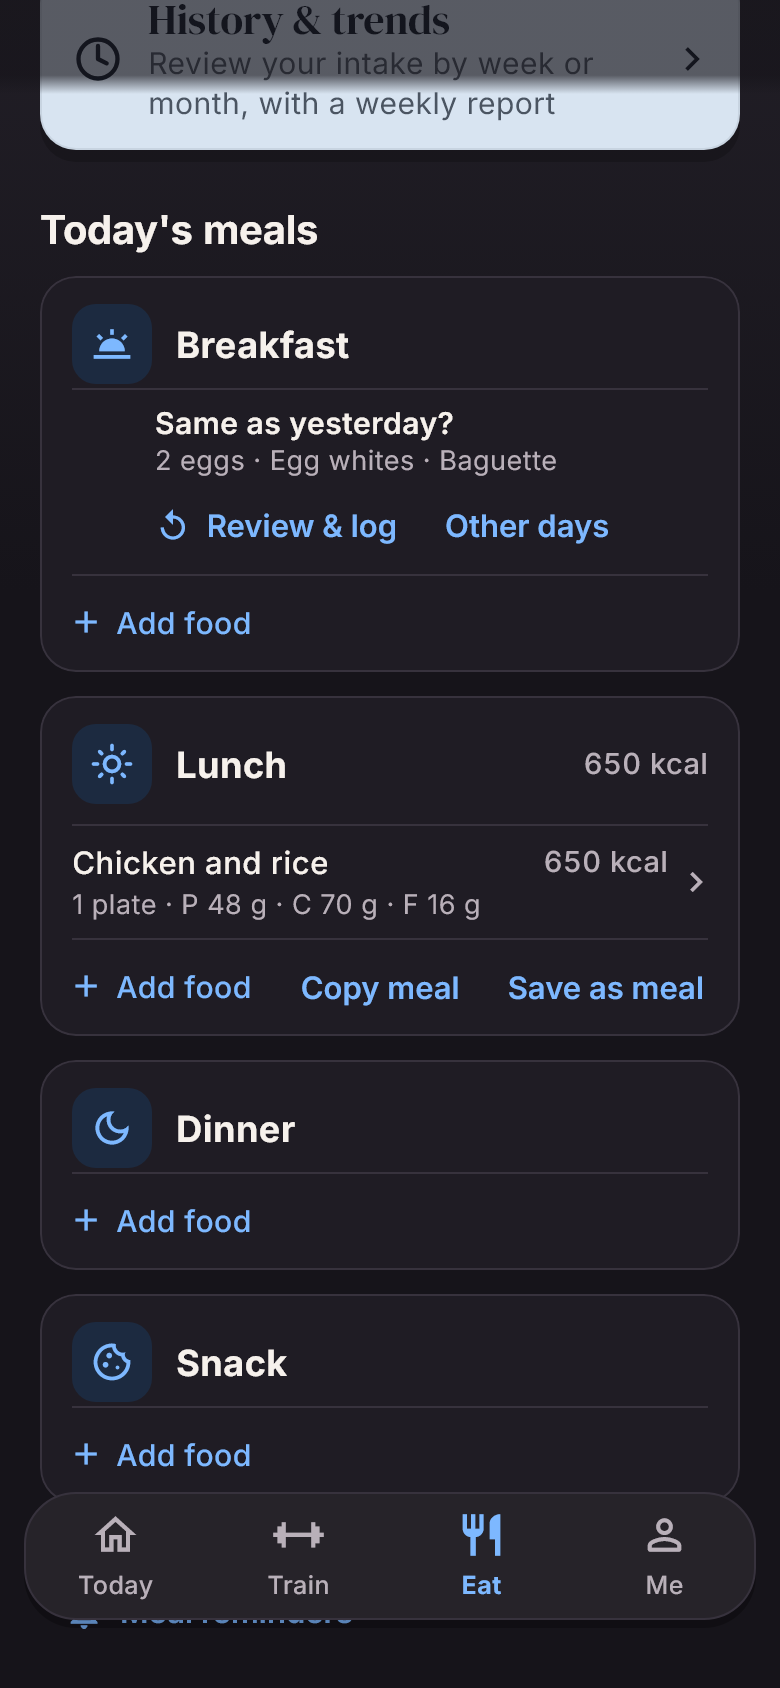 History & trends
Review your intake by week or
month, with a weekly report
Today's meals
Breakfast
Same as yesterday?
2 eggs · Egg whites · Baguette
Review & log Other days
+ Add food
Lunch 650 kcal
Chicken and rice 650 kcal
1 plate · P 48 g · C 70 g · F 16 g
+ Add food Copy meal Save as meal
Dinner
+ Add food
Snack
+ Add food
Today Train Eat Me
Meal reminders